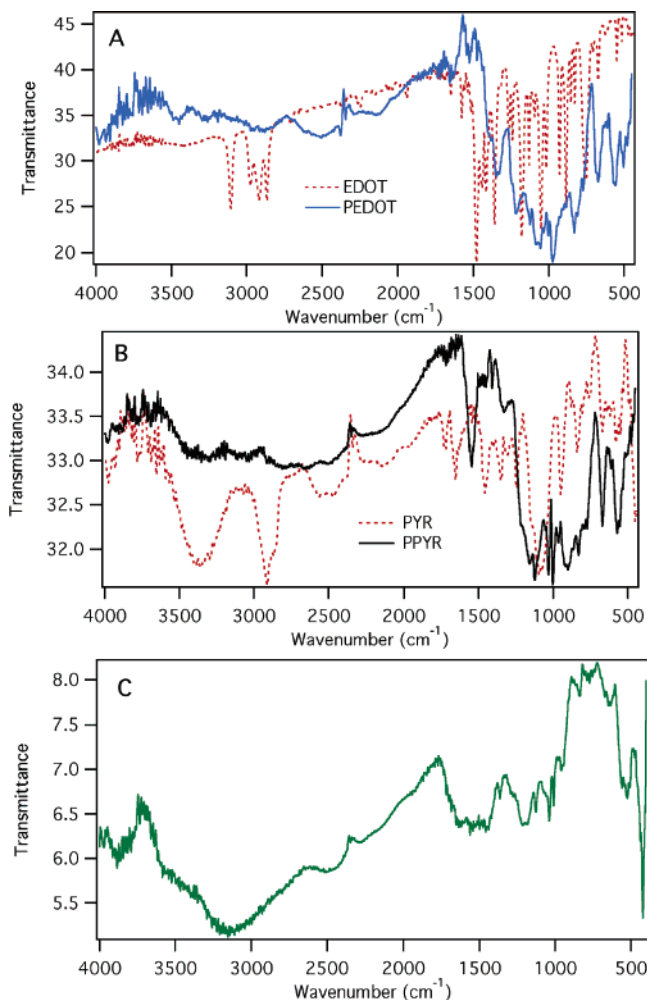 A
45
40
35
30
25
20
Transmittance
EDOT
PEDOT
4000 3500 3000 2500 2000 1500 1000 500
Wavenumber (cm-1)
B
34.0
33.5
33.0
32.5
32.0
Transmittance
PYR
PPYR
4000 3500 3000 2500 2000 1500 1000 500
Wavenumber (cm-1)
C
8.0
7.5
7.0
6.5
6.0
5.5
Transmittance
4000 3500 3000 2500 2000 1500 1000 500
Wavenumber (cm-1)